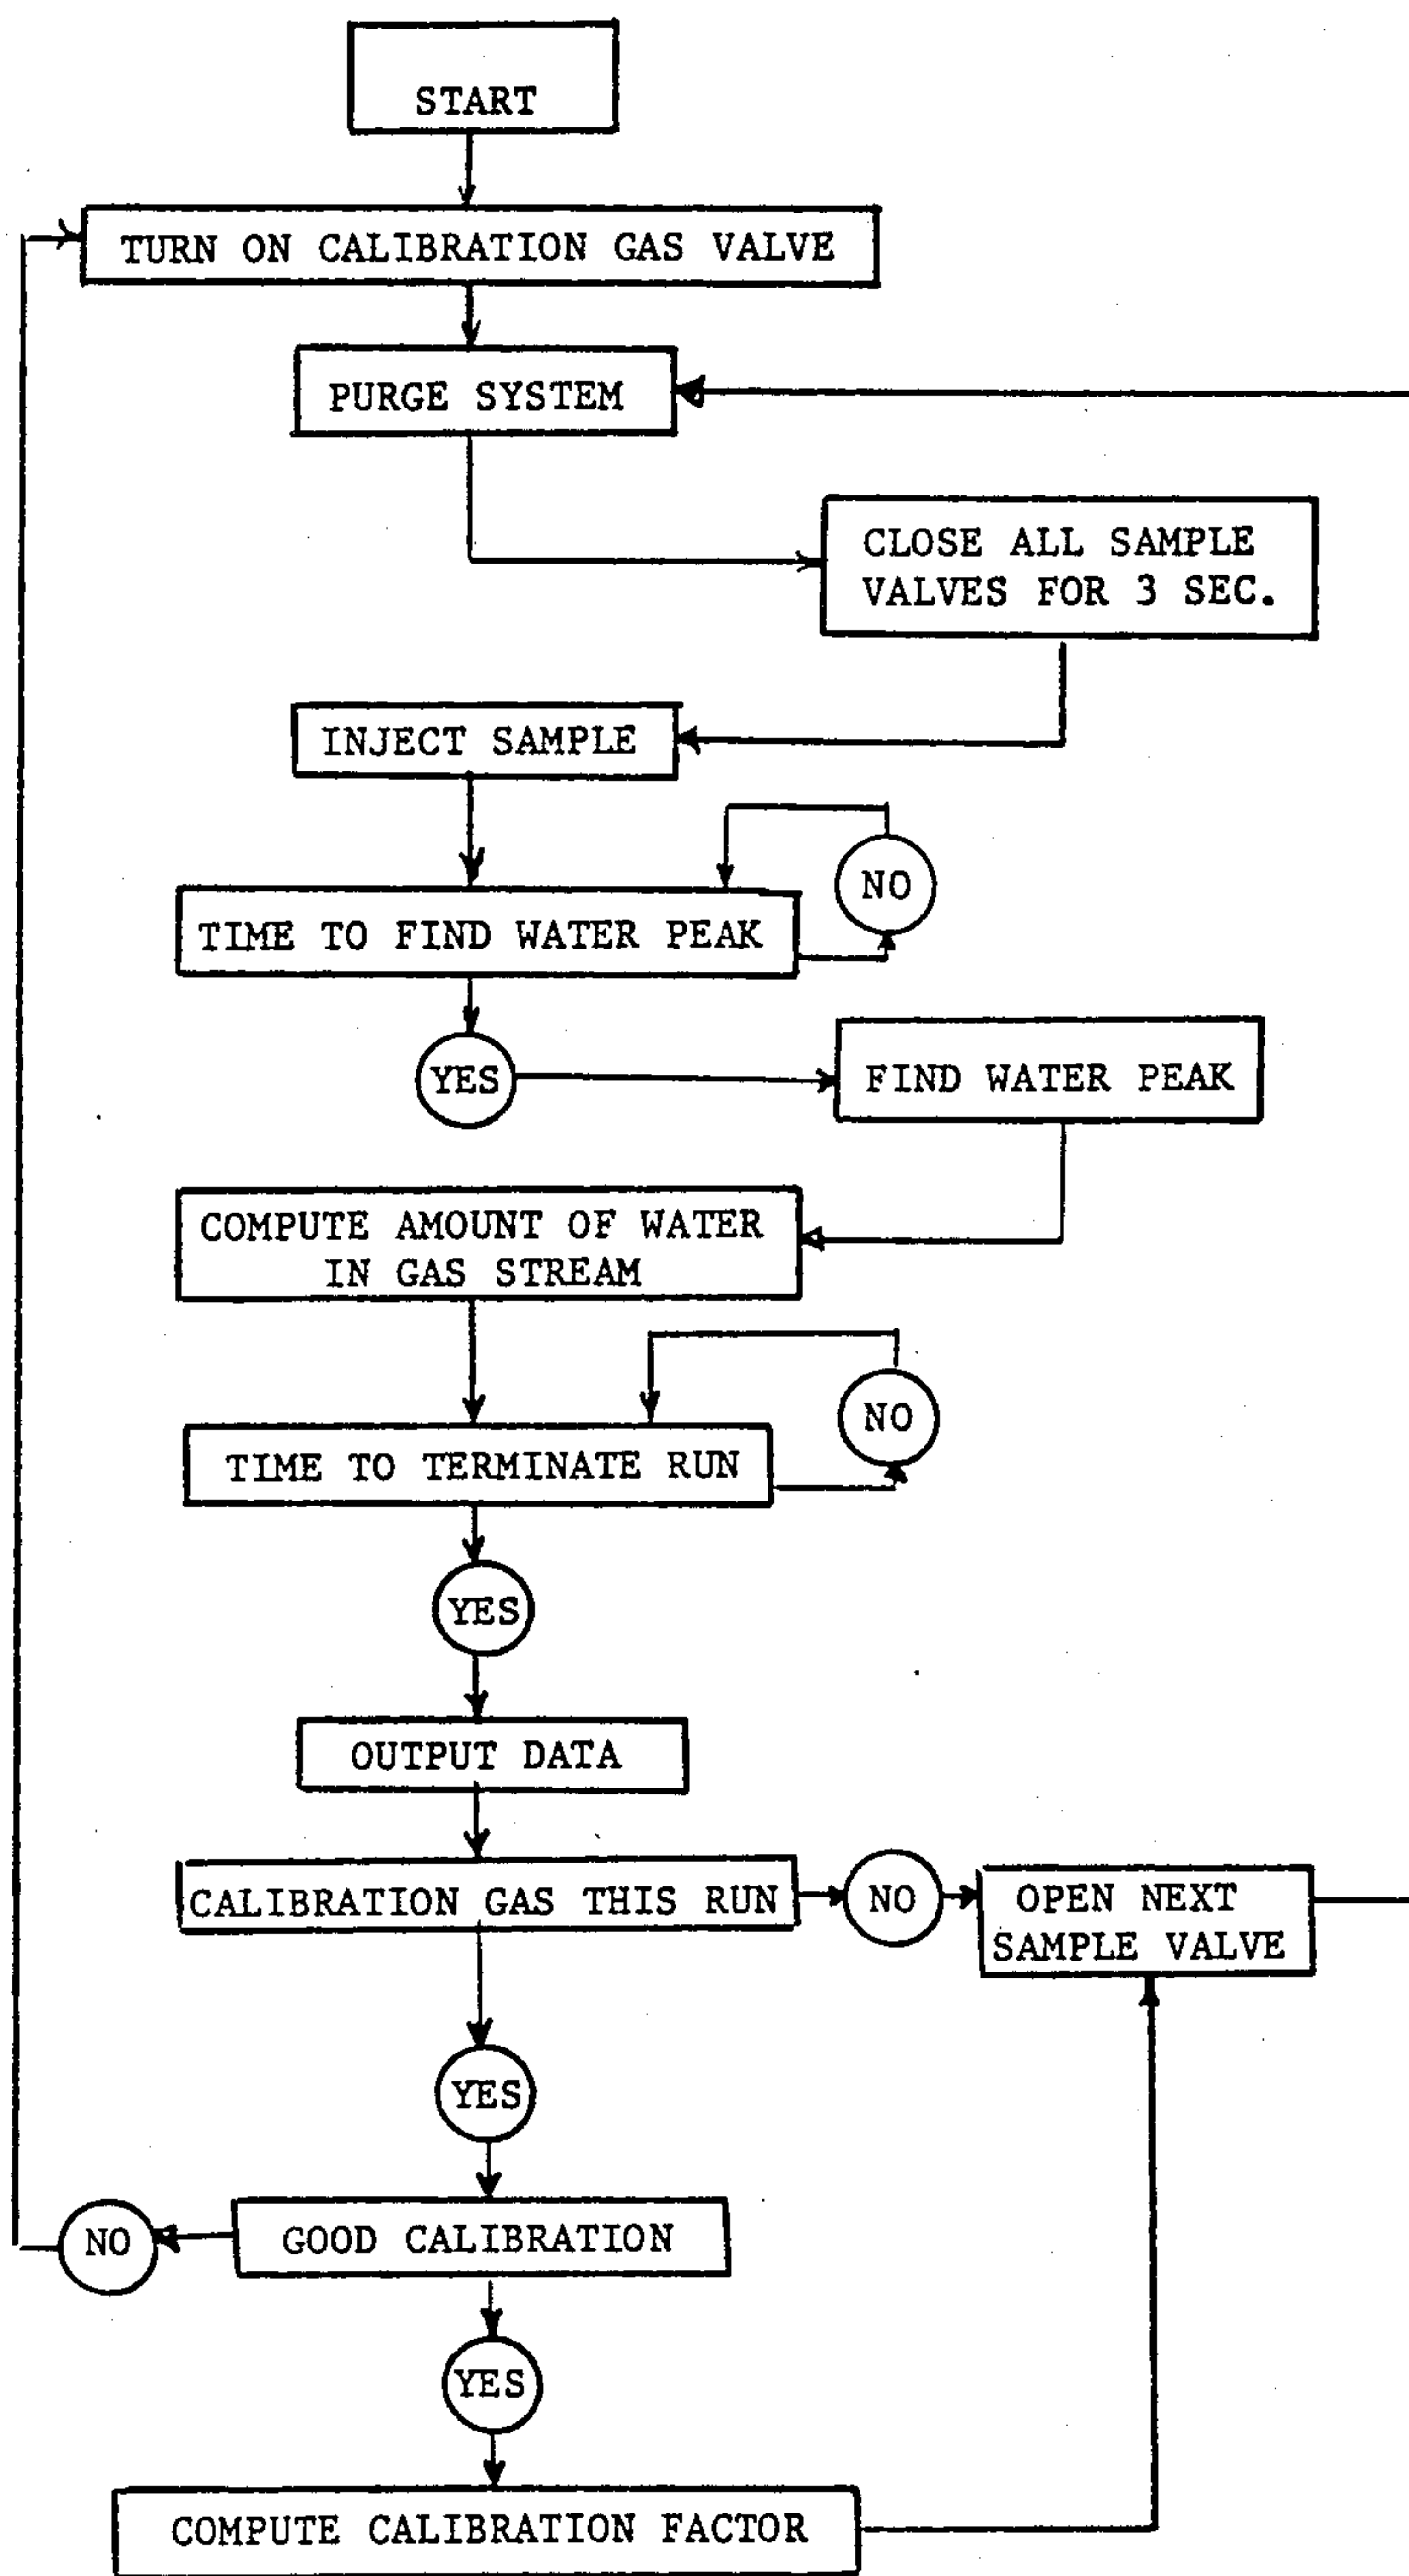 START
TURN ON CALIBRATION GAS VALVE
PURGE SYSTEM
CLOSE ALL SAMPLE
VALVES FOR 3 SEC.
INJECT SAMPLE
NO
TIME TO FIND WATER PEAK
YES
FIND WATER PEAK
COMPUTE AMOUNT OF WATER
IN GAS STREAM
NO
TIME TO TERMINATE RUN
YES
OUTPUT DATA
CALIBRATION GAS THIS RUN
NO
OPEN NEXT
SAMPLE VALVE
YES
NO
GOOD CALIBRATION
YES
COMPUTE CALIBRATION FACTOR